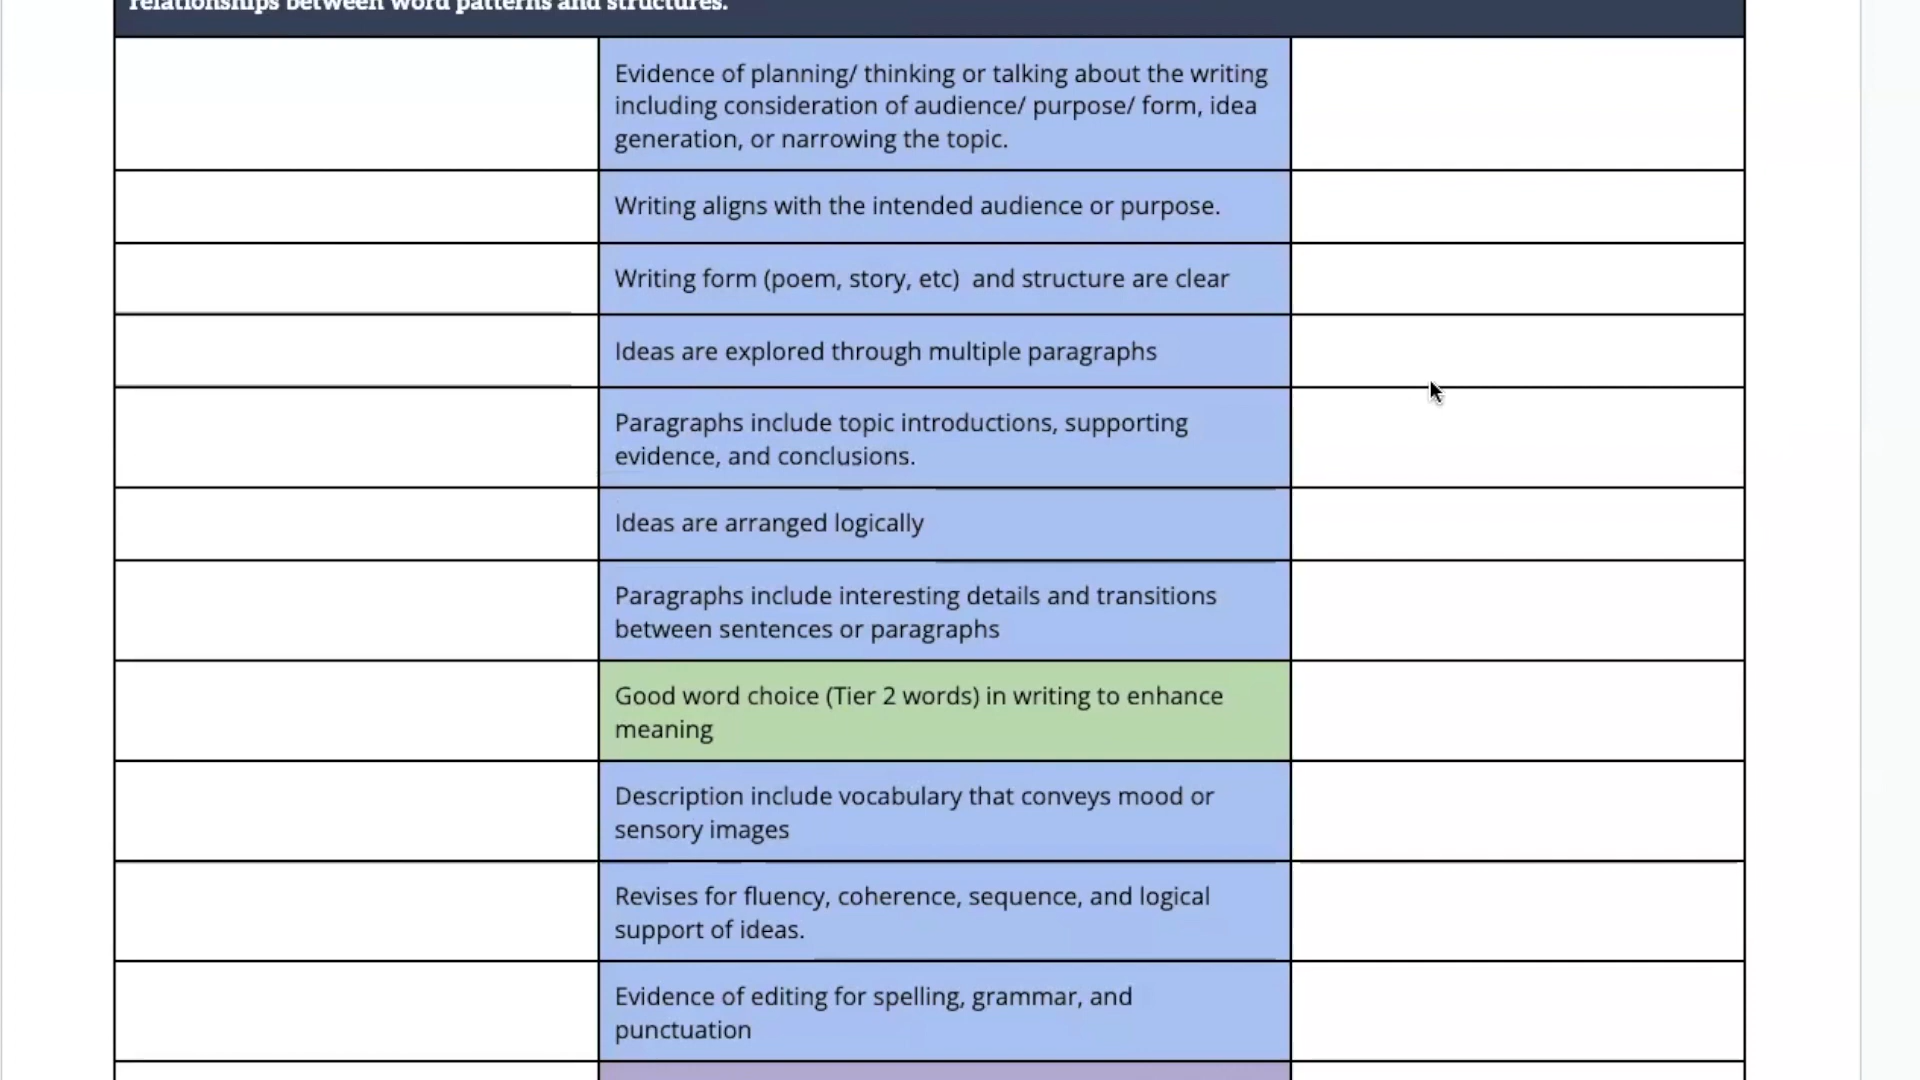 relationships between word patterns and structures.
Evidence of planning/ thinking or talking about the writing
including consideration of audience/ purpose/ form, idea
generation, or narrowing the topic.
Writing aligns with the intended audience or purpose.
Writing form (poem, story, etc)  and structure are clear
Ideas are explored through multiple paragraphs
Paragraphs include topic introductions, supporting
evidence, and conclusions.
Ideas are arranged logically
Paragraphs include interesting details and transitions
between sentences or paragraphs
Good word choice (Tier 2 words) in writing to enhance
meaning
Description include vocabulary that conveys mood or
sensory images
Revises for fluency, coherence, sequence, and logical
support of ideas.
Evidence of editing for spelling, grammar, and
punctuation